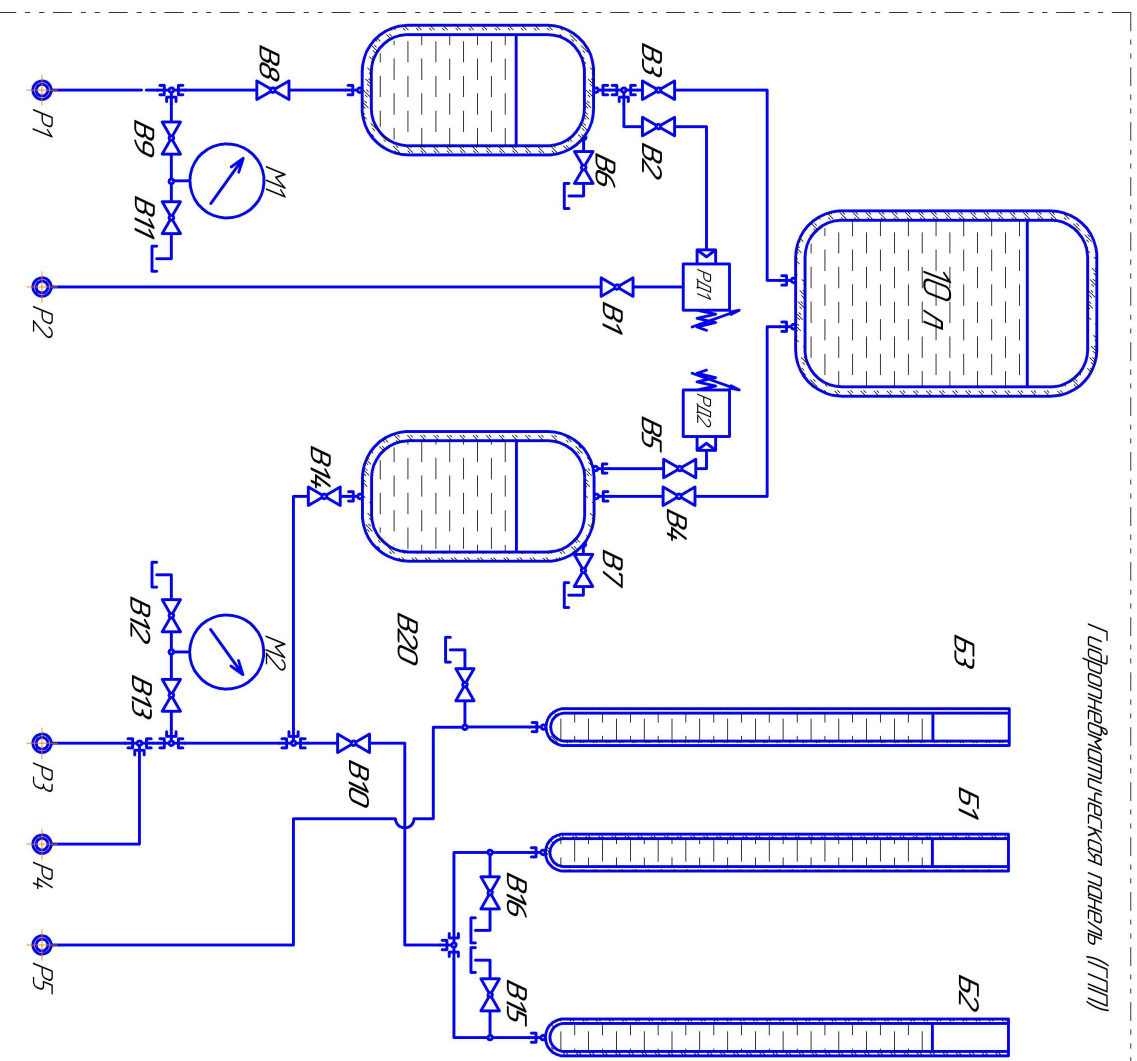 Гидропневматическая панель (ГПП)
10 л
Б3
Б1
Б2
В3
В2
В6
В8
В9
М1
В11
РД1
В1
РД2
В5
В4
В7
В14
В20
В12
М2
В13
В10
В16
В15
Р1
Р2
Р3
Р4
Р5